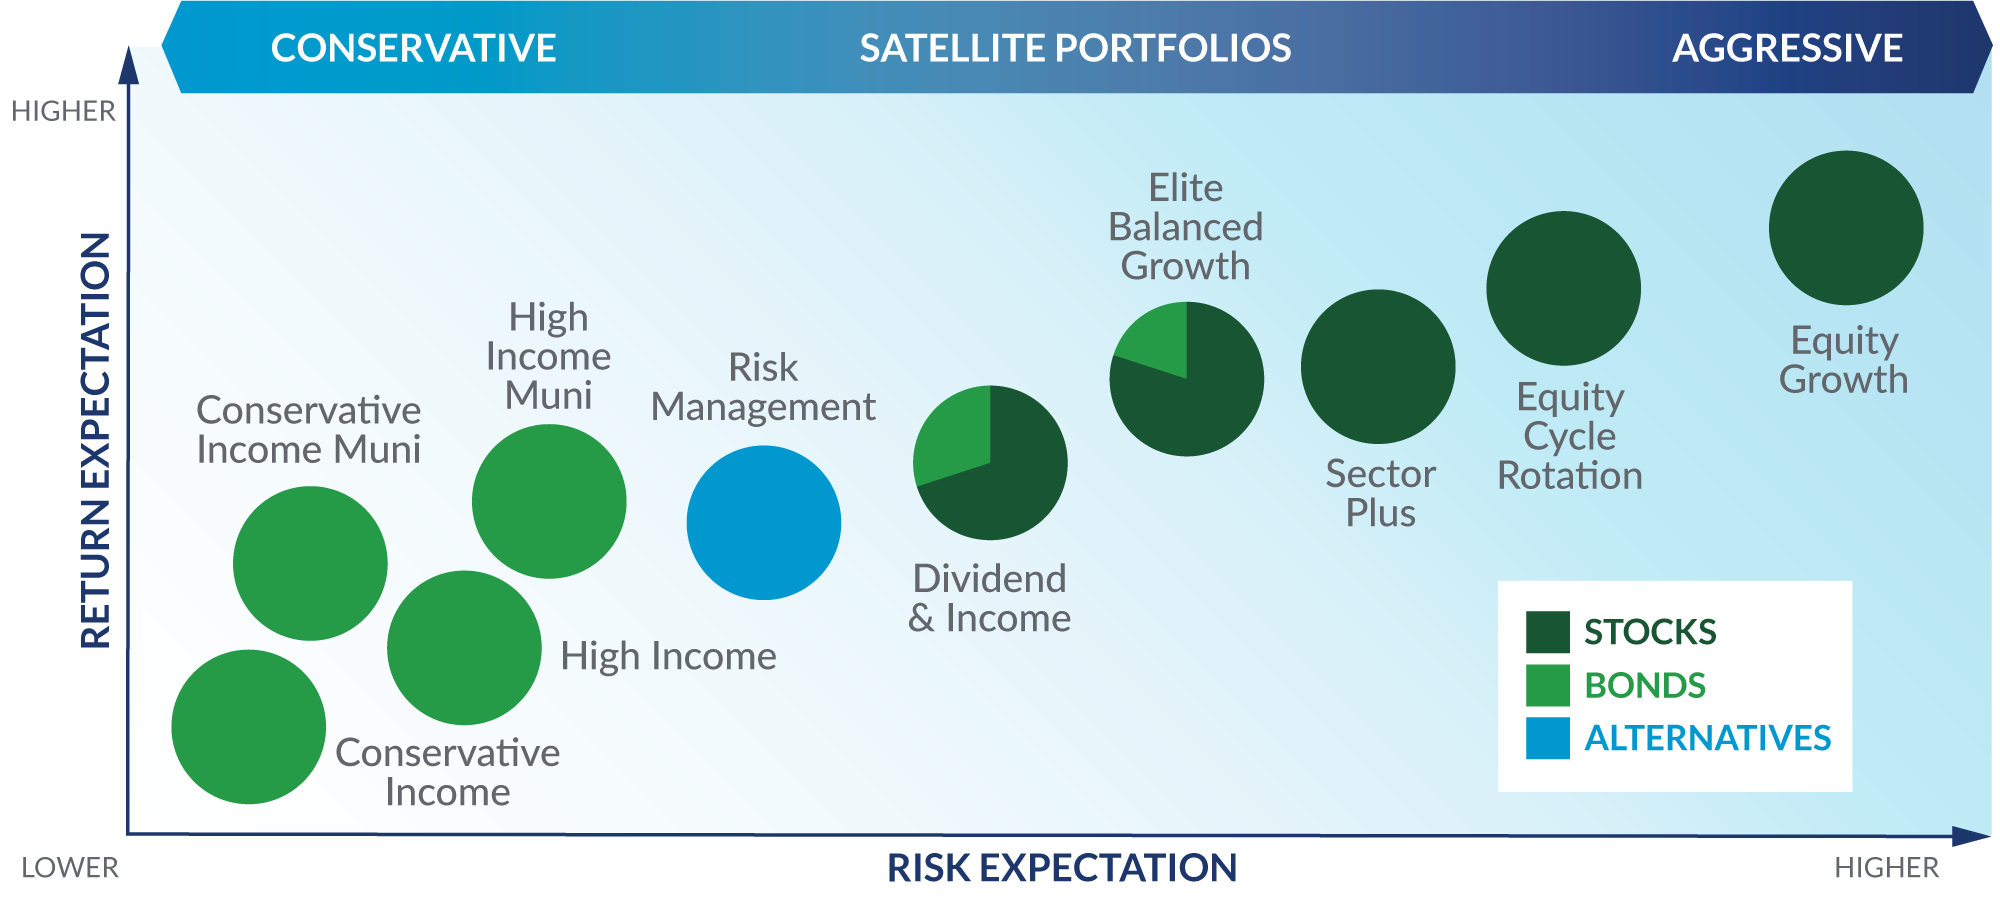 CONSERVATIVE
SATELLITE PORTFOLIOS
AGGRESSIVE
HIGHER
RETURN EXPECTATION
Conservative
Income Muni
High
Income
Muni
Risk
Management
Elite
Balanced
Growth
Equity
Growth
Equity
Cycle
Rotation
Sector
Plus
Dividend
& Income
High Income
Conservative
Income
STOCKS
BONDS
ALTERNATIVES
LOWER
RISK EXPECTATION
HIGHER